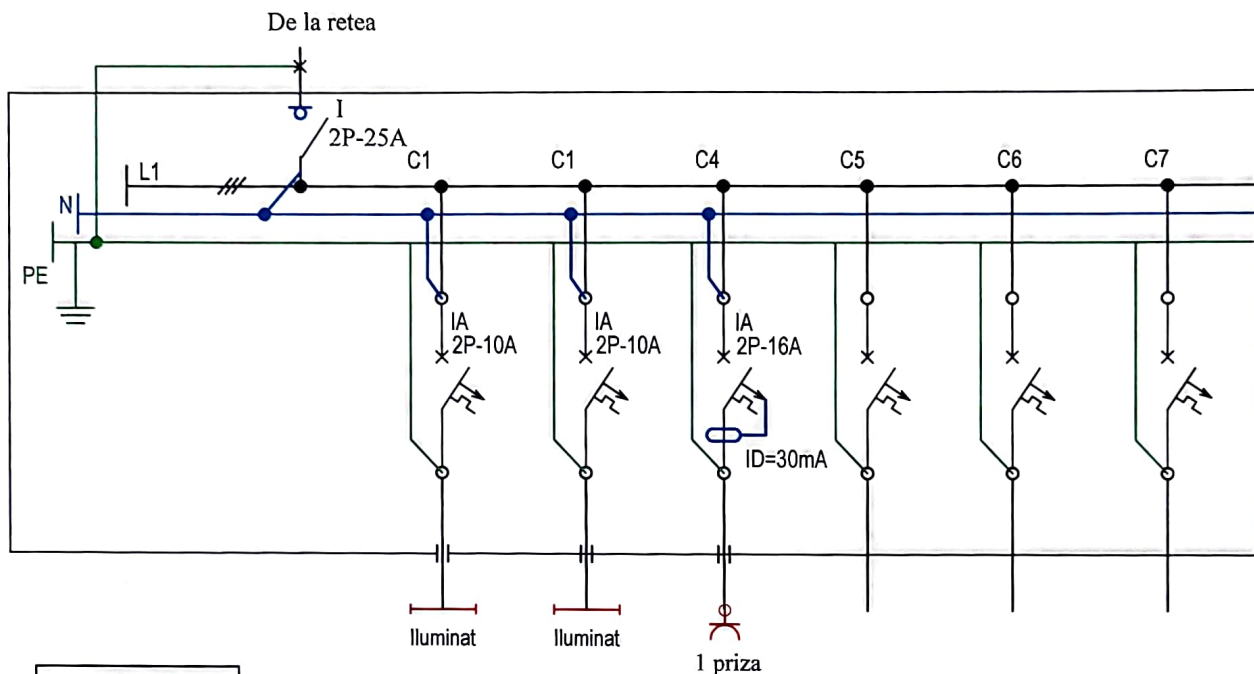 De la retea
I
2P-25A
L1
C1
C1
C4
C5
C6
C7
N
PE
IA
2P-10A
IA
2P-10A
IA
2P-16A
ID=30mA
Iluminat
Iluminat
1 priza